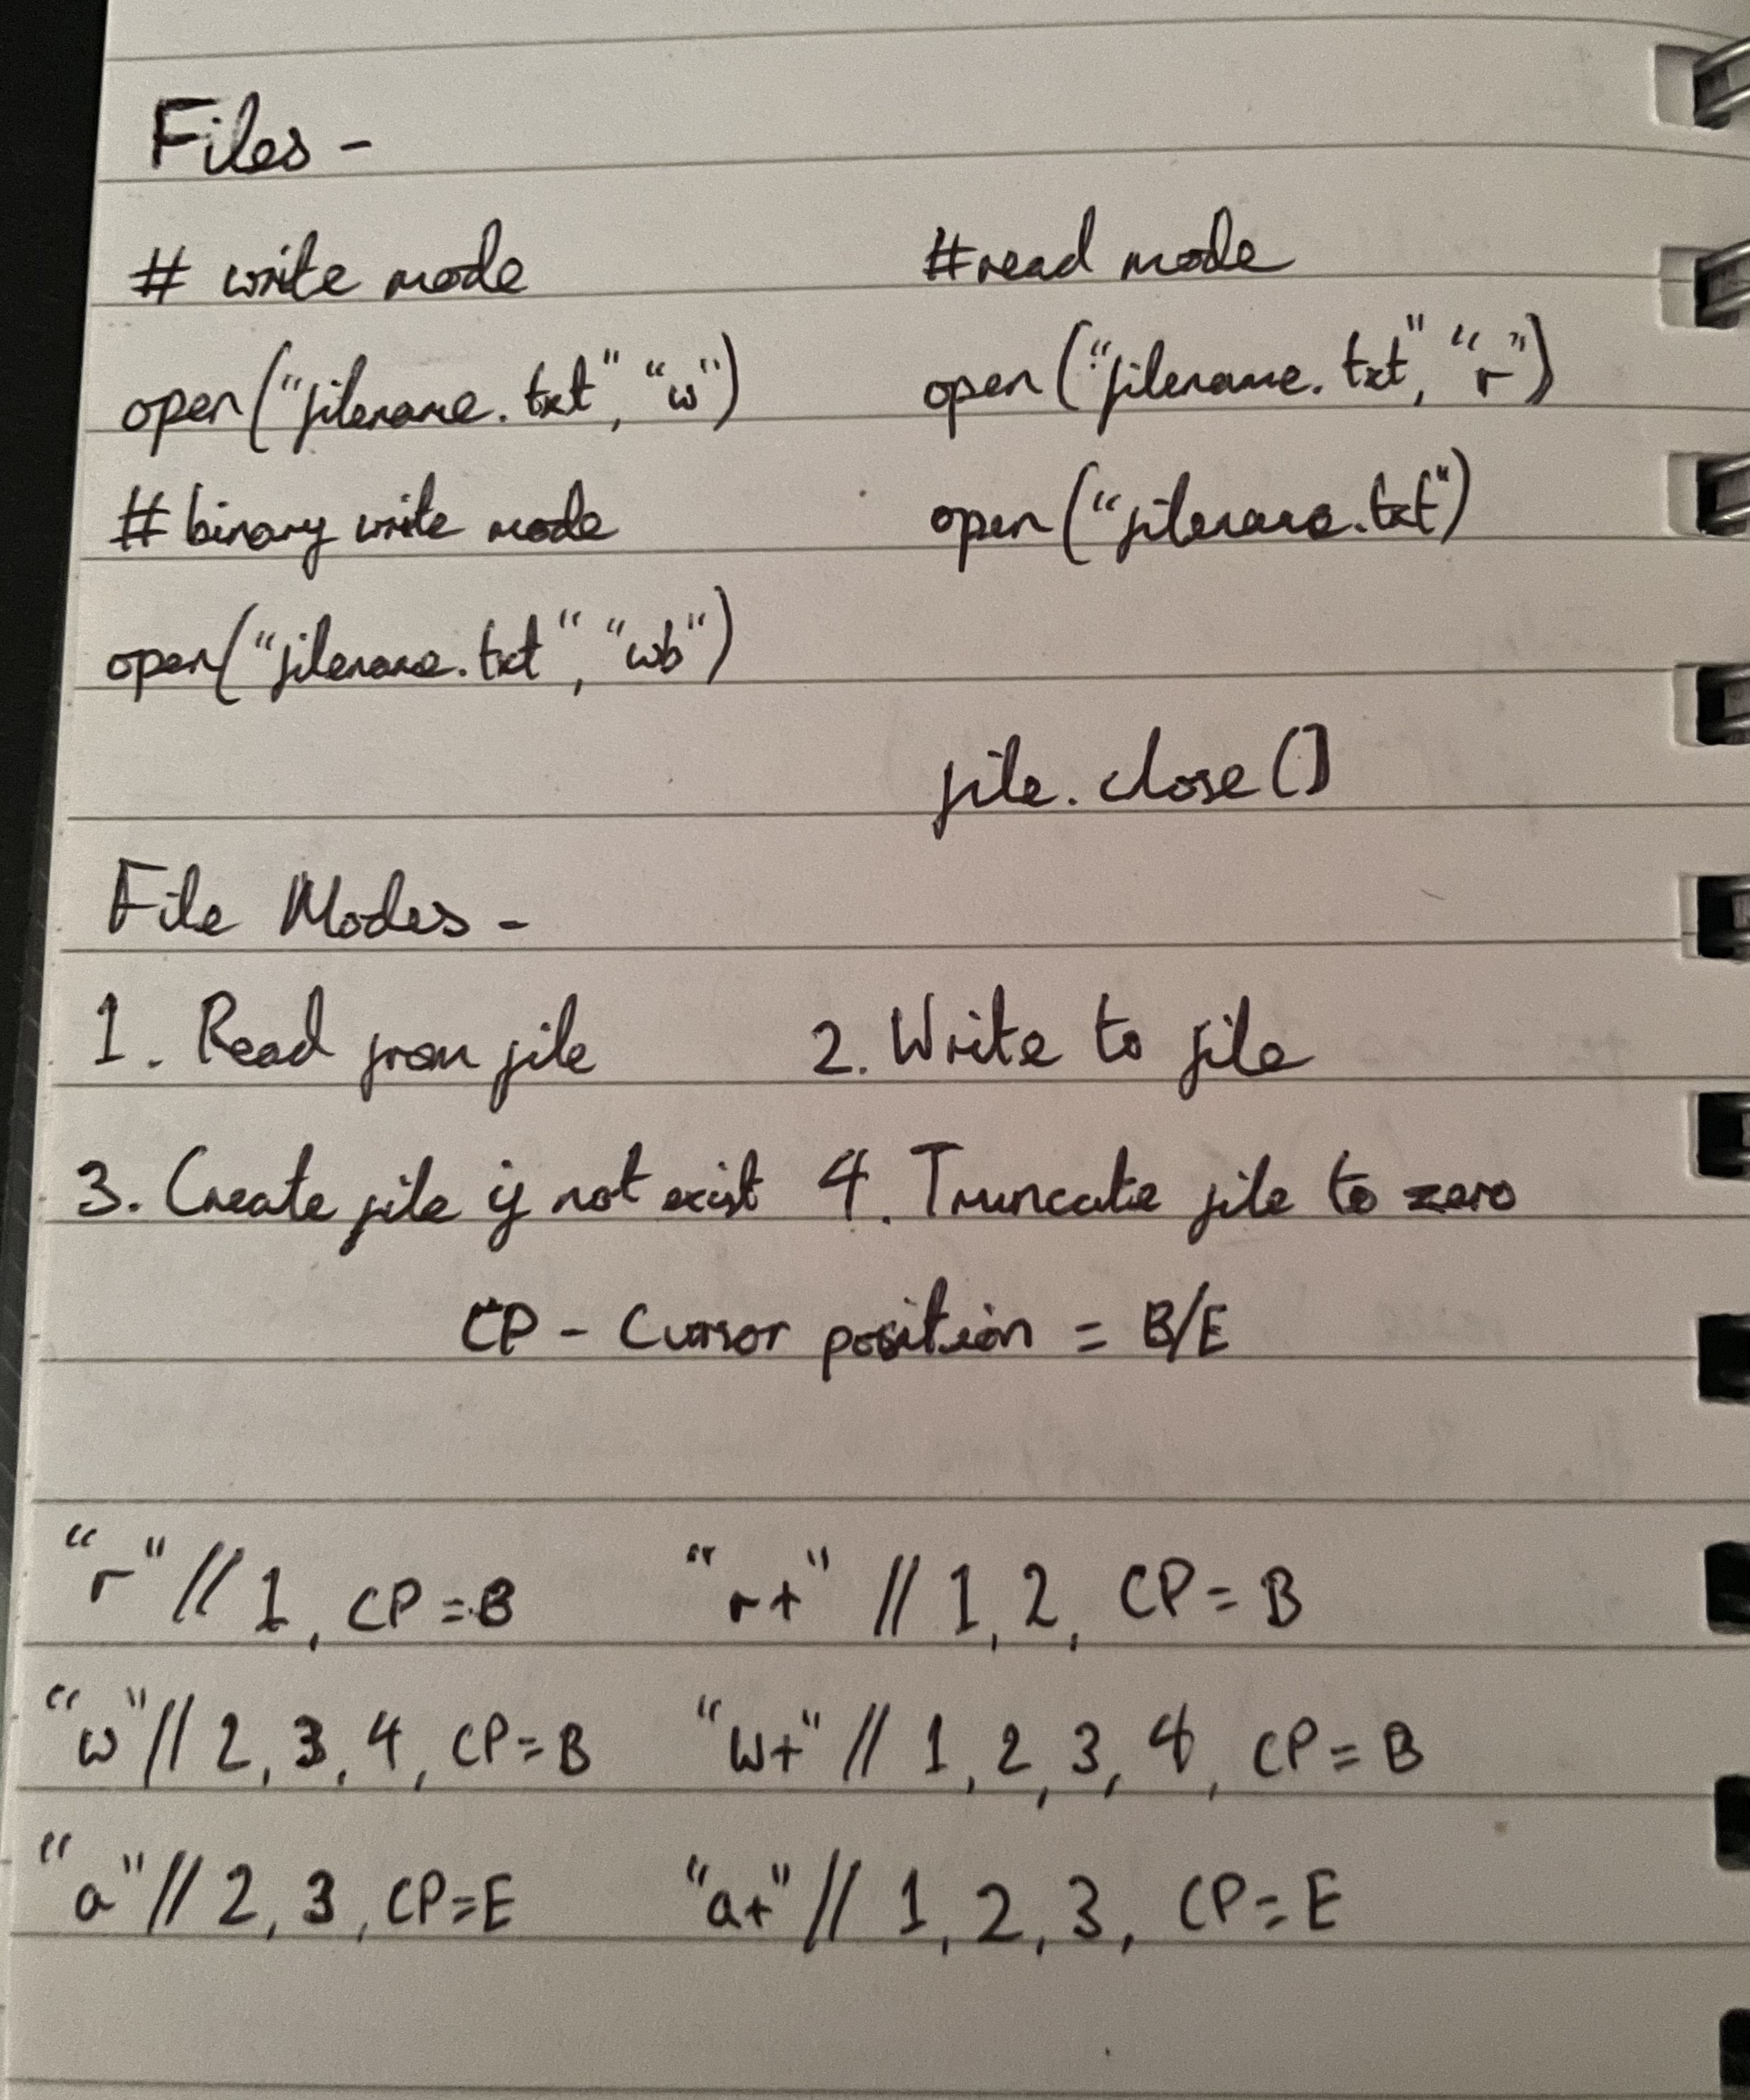 Files -
# write mode #read mode
open("filename.txt", "w") open("filename.txt", "r")
# binary write mode open("filename.txt")
open("filename.txt", "wb")
file.close()
File Modes -
1. Read from file 2. Write to file
3. Create file if not exist 4. Truncate file to zero
CP - Cursor position = B/E
"r" // 1, CP=B "r+" // 1, 2, CP = B
"w" // 2, 3, 4, CP=B "w+" // 1, 2, 3, 4, CP = B
"a" // 2, 3, CP=E "a+" // 1, 2, 3, CP = E